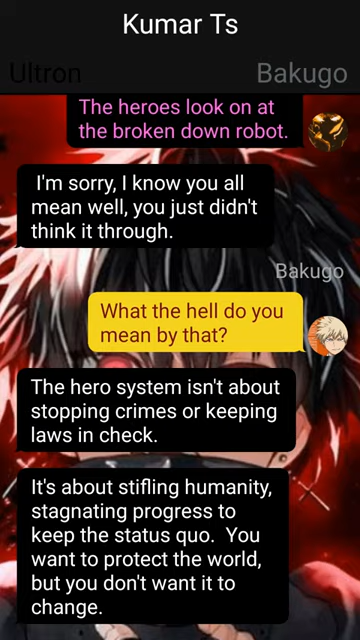 Kumar Ts
Ultron
Bakugo
The heroes look on at
the broken down robot.
I'm sorry, I know you all
mean well, you just didn't
think it through.
Bakugo
What the hell do you
mean by that?
The hero system isn't about
stopping crimes or keeping
laws in check.
It's about stifling humanity,
stagnating progress to
keep the status quo.  You
want to protect the world,
but you don't want it to
change.